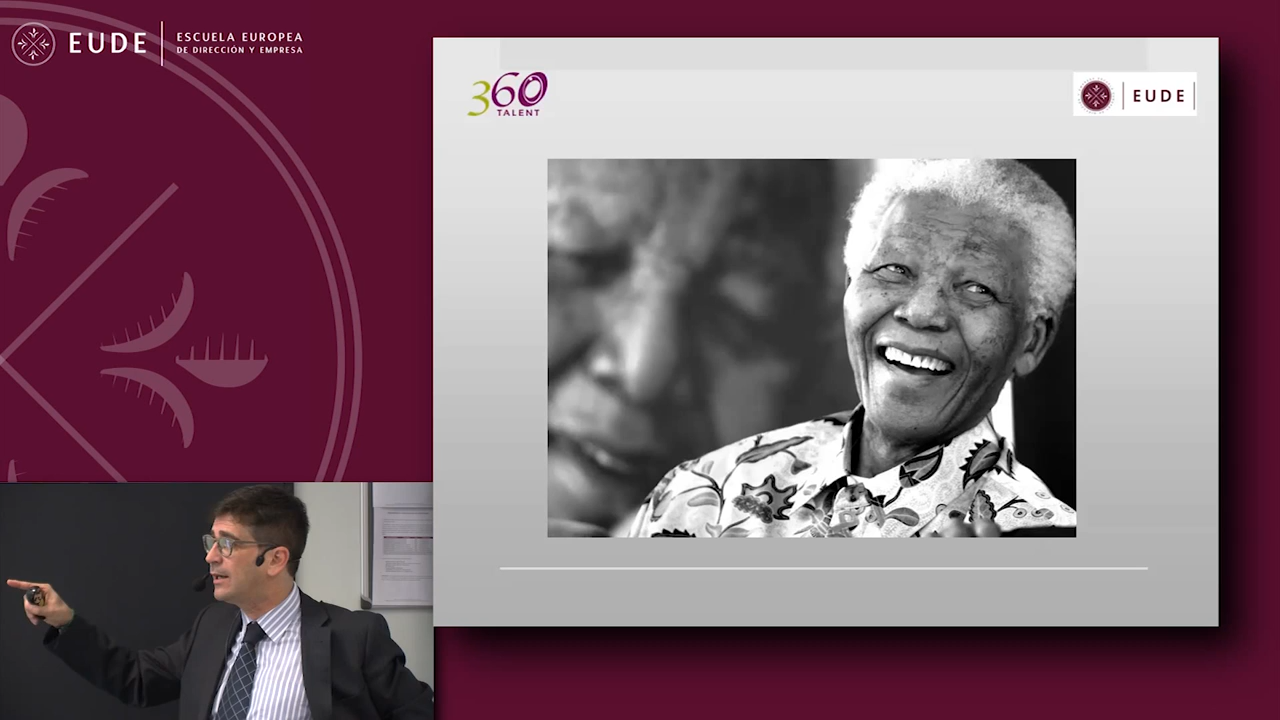 EUDE
ESCUELA EUROPEA
DE DIRECCIÓN Y EMPRESA
360
TALENT
EUDE